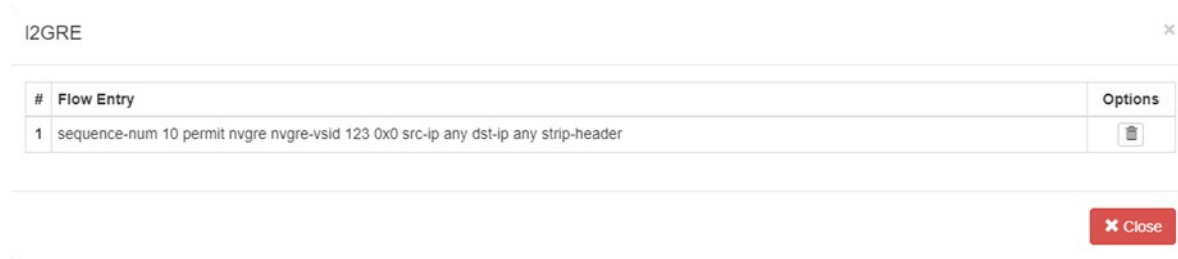 l2GRE
×
# Flow Entry Options
1 sequence-num 10 permit nvgre nvgre-vsid 123 0x0 src-ip any dst-ip any strip-header
✖ Close